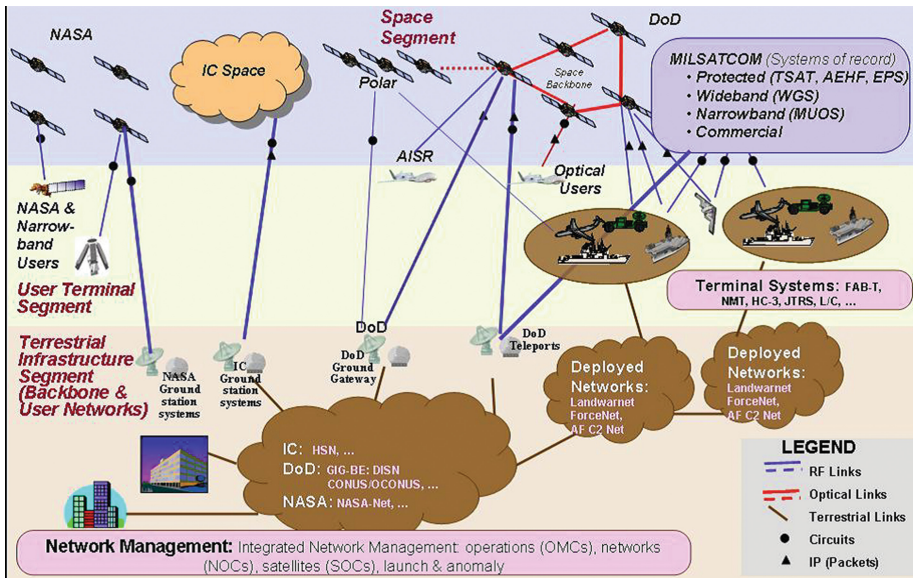 NASA
Space
Segment
DoD
IC Space
Polar
Space
Backbone
MILSATCOM (Systems of record)
• Protected (TSAT, AEHF, EPS)
• Wideband (WGS)
• Narrowband (MUOS)
• Commercial
AISR
Optical
Users
NASA &
Narrow-
band
Users
User Terminal
Segment
Terminal Systems: FAB-T,
NMT, HC-3, JTRS, L/C, ...
Terrestrial
Infrastructure
Segment
(Backbone &
User Networks)
NASA
Ground
station
systems
IC
Ground
station
systems
DoD
DoD
Ground
Gateway
DoD
Teleports
Deployed
Networks:
Landwarnet
ForceNet,
AF C2 Net
Deployed
Networks:
Landwarnet
ForceNet,
AF C2 Net
IC: HSN, ...
DoD: GIG-BE: DISN
CONUS/OCONUS, ...
NASA: NASA-Net, ...
LEGEND
RF Links
Optical Links
Terrestrial Links
Circuits
IP (Packets)
Network Management: Integrated Network Management: operations (OMCs), networks
(NOCs), satellites (SOCs), launch & anomaly